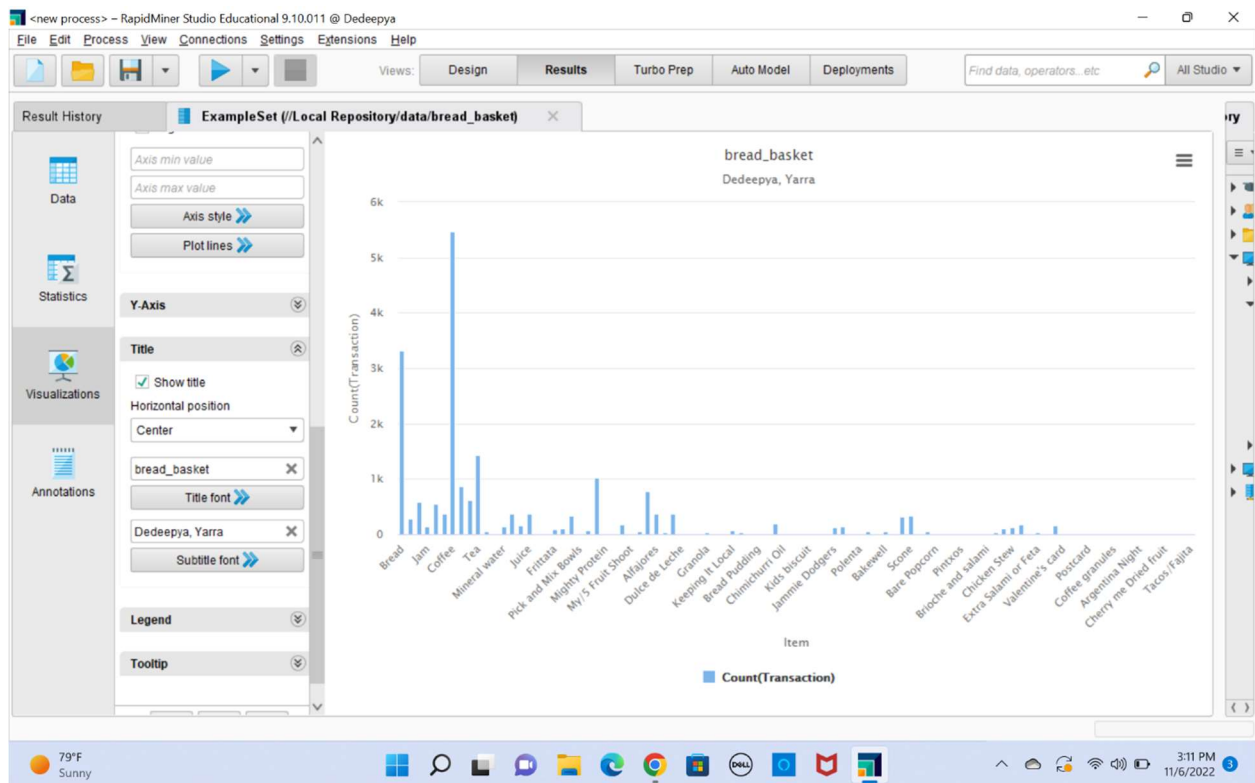 <new process> – RapidMiner Studio Educational 9.10.011 @ Dedeepya
File Edit Process View Connections Settings Extensions Help
Views: Design Results Turbo Prep Auto Model Deployments Find data, operators...etc All Studio
Result History ExampleSet (//Local Repository/data/bread_basket)
Data
Statistics
Visualizations
Annotations
Axis min value
Axis max value
Axis style
Plot lines
Y-Axis
Title
Show title
Horizontal position
Center
bread_basket
Title font
Dedeepya, Yarra
Subtitle font
Legend
Tooltip
bread_basket
Dedeepya, Yarra
6k
5k
4k
3k
2k
1k
0
Count(Transaction)
Bread
Jam
Coffee
Tea
Mineral water
Juice
Frittata
Pick and Mix Bowls
Mighty Protein
My/5 Fruit Shoot
Alfajores
Dulce de Leche
Granola
Keeping It Local
Bread Pudding
Chimichurri Oil
Kids biscuit
Jammie Dodgers
Polenta
Bakewell
Scone
Bare Popcorn
Pintxos
Brioche and salami
Chicken Stew
Extra Salami or Feta
Valentine's card
Postcard
Coffee granules
Argentina Night
Cherry me Dried fruit
Tacos/Fajita
Item
Count(Transaction)
ry
79°F
Sunny
DELL
3:11 PM
11/6/2022
3